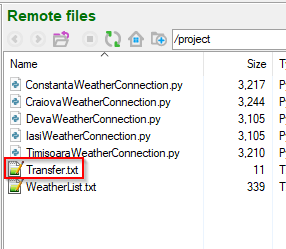 Remote files
/project
Name Size T
ConstantaWeatherConnection.py 3,217 P
CraiovaWeatherConnection.py 3,244 P
DevaWeatherConnection.py 3,105 P
IasiWeatherConnection.py 3,105 P
TimisoaraWeatherConnection.py 3,210 P
Transfer.txt 11 T
WeatherList.txt 339 T